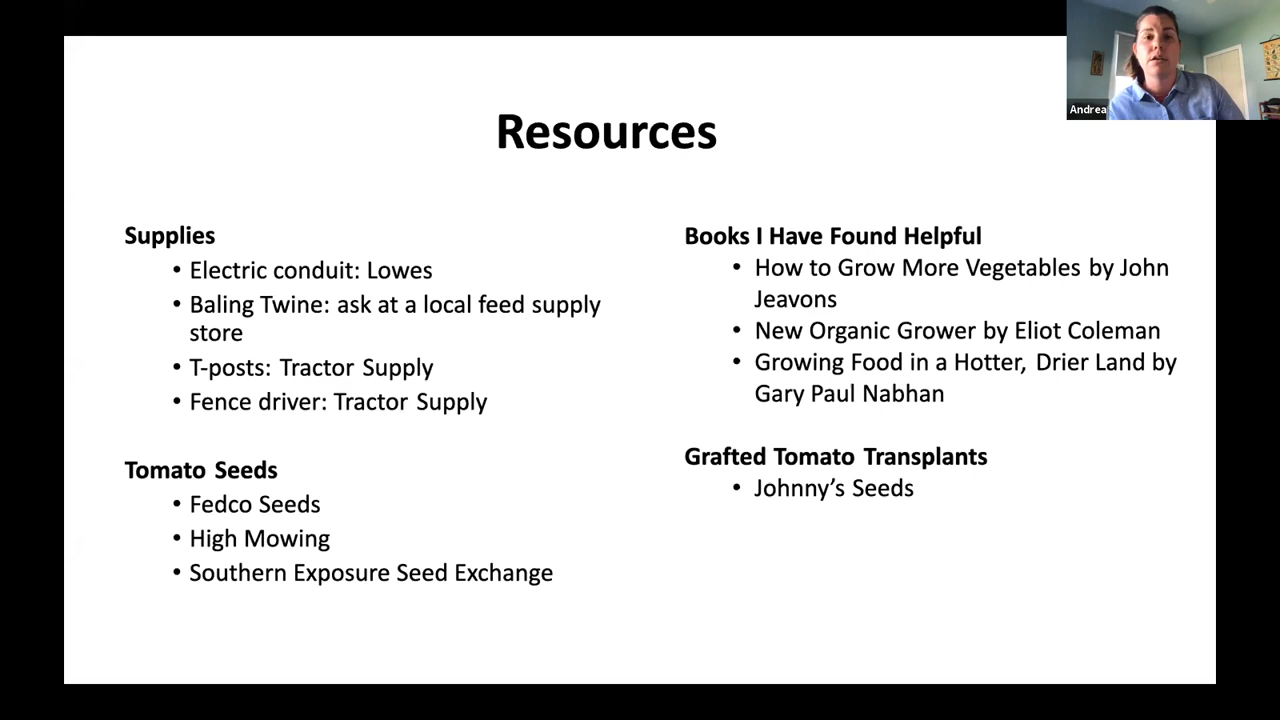 Andrea
Resources
Supplies
• Electric conduit: Lowes
• Baling Twine: ask at a local feed supply
store
• T-posts: Tractor Supply
• Fence driver: Tractor Supply
Tomato Seeds
• Fedco Seeds
• High Mowing
• Southern Exposure Seed Exchange
Books I Have Found Helpful
• How to Grow More Vegetables by John
Jeavons
• New Organic Grower by Eliot Coleman
• Growing Food in a Hotter, Drier Land by
Gary Paul Nabhan
Grafted Tomato Transplants
• Johnny’s Seeds